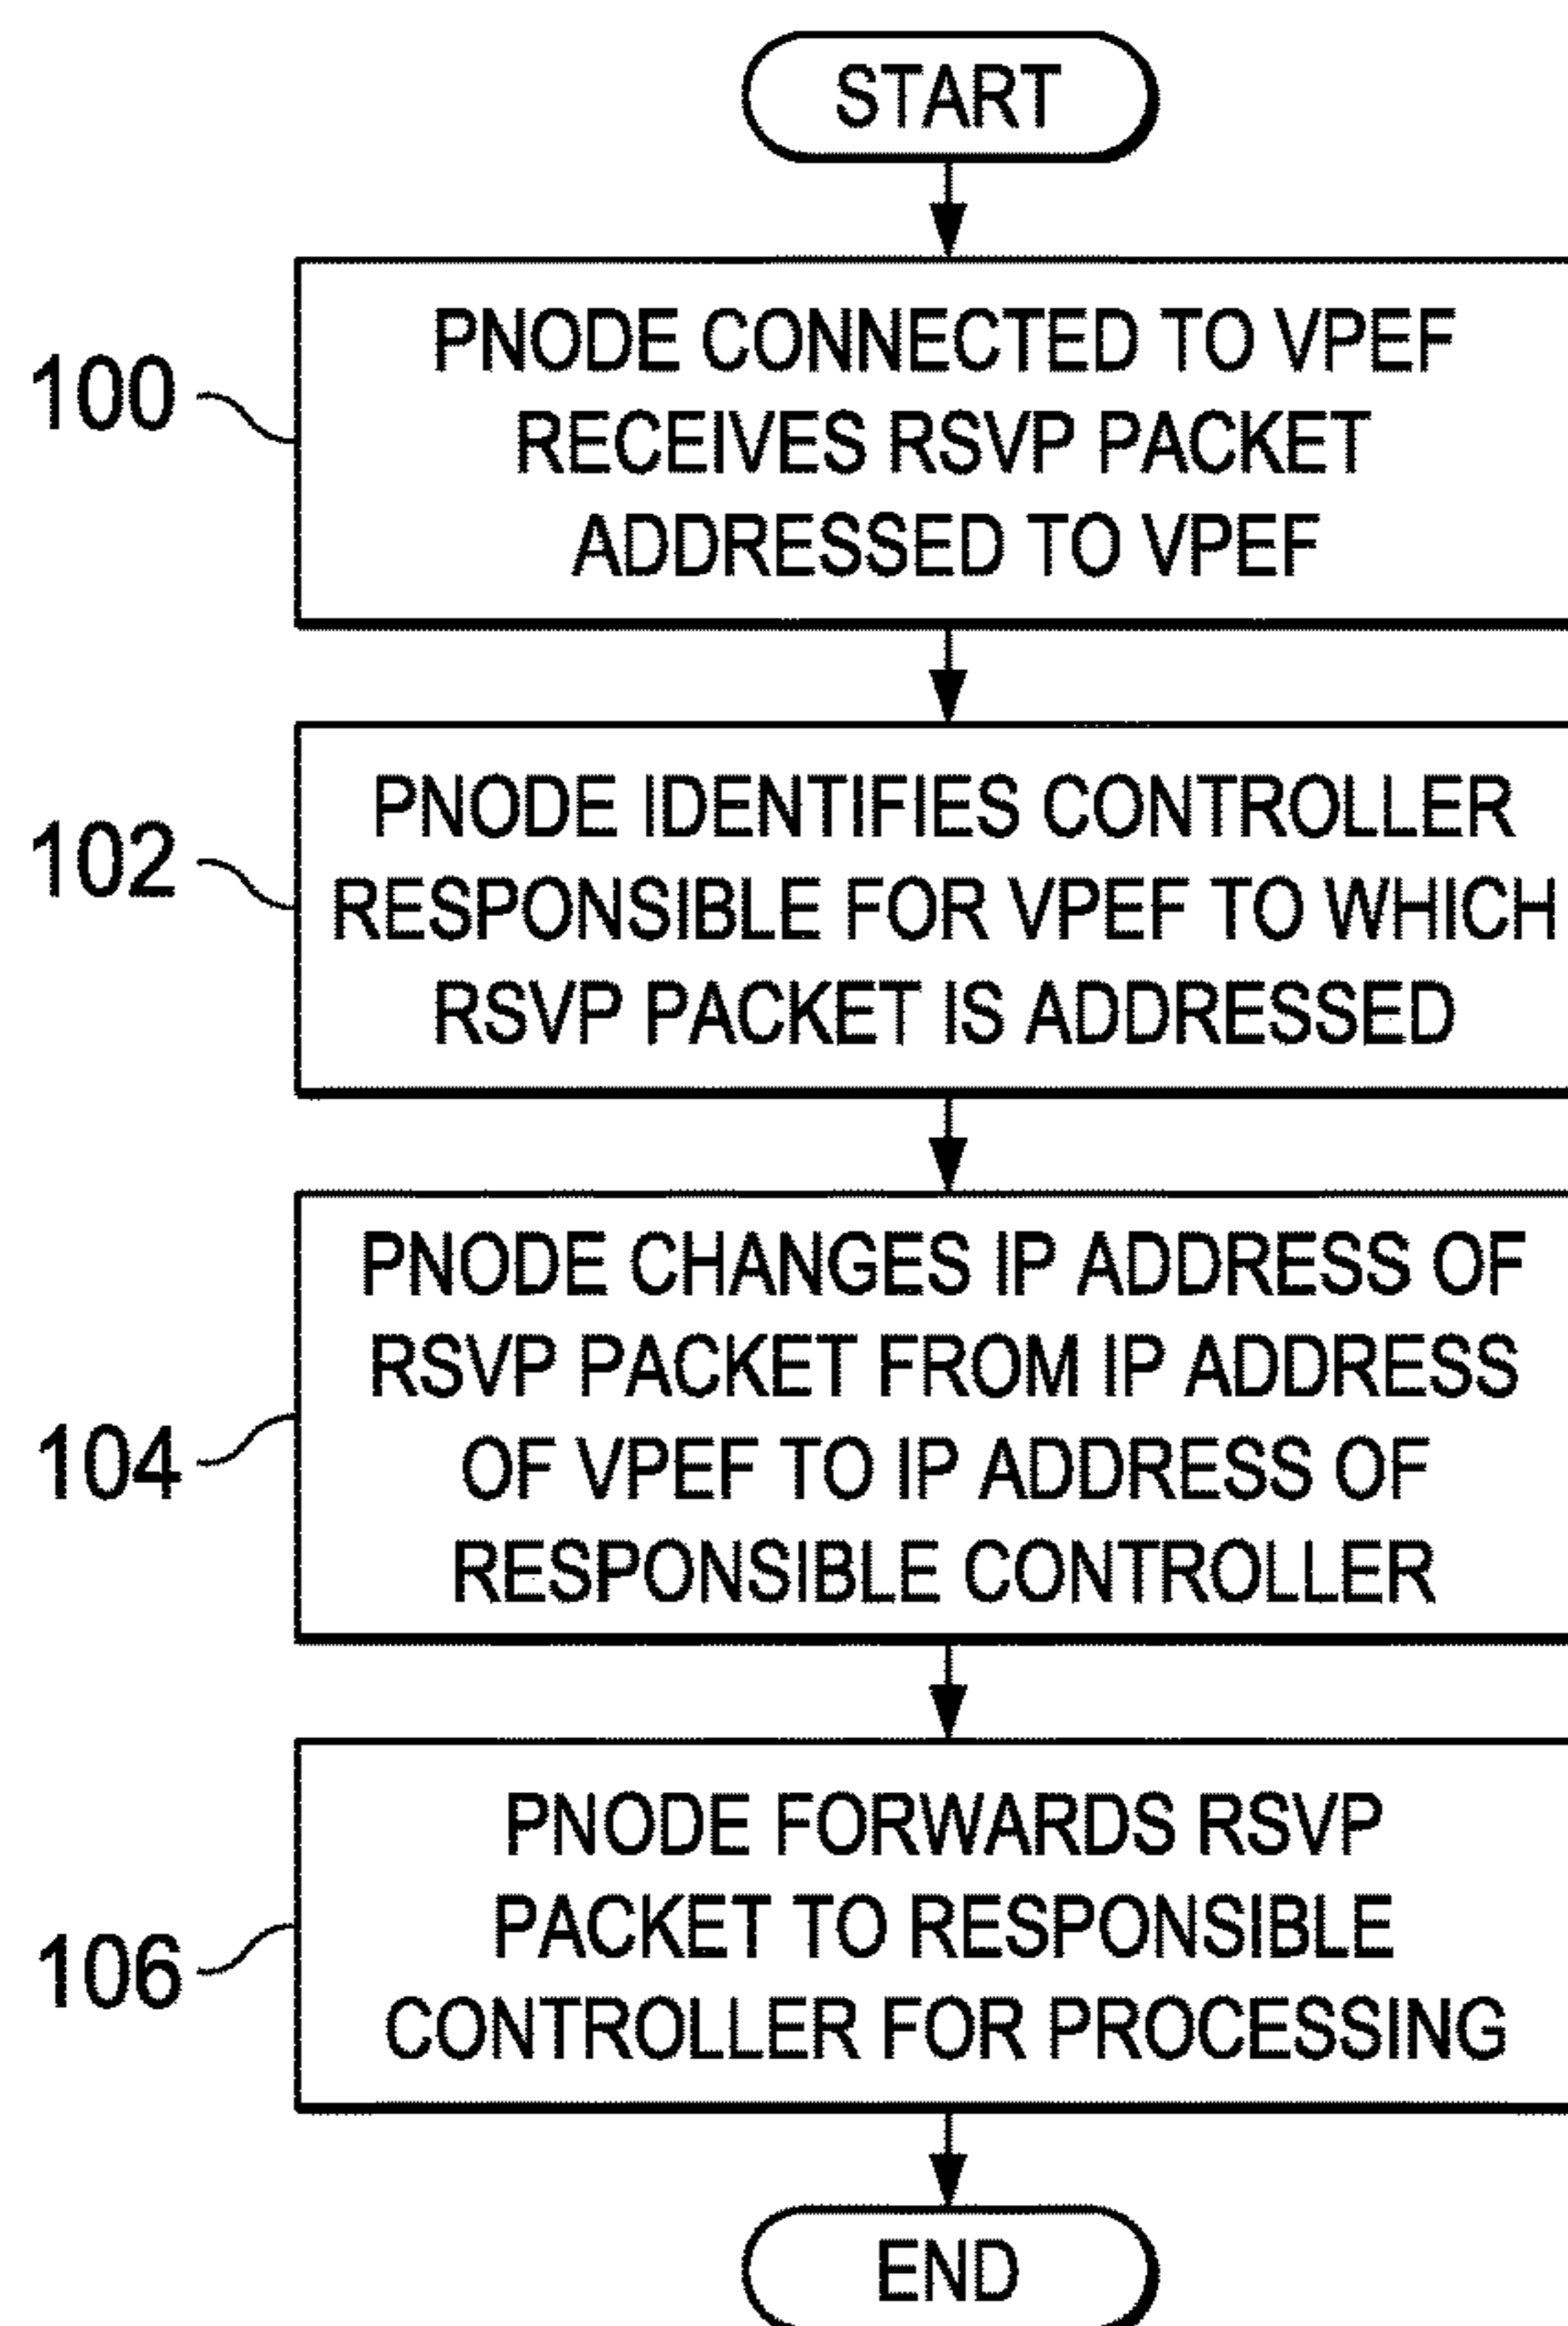 START
100
PNODE CONNECTED TO VPEF
RECEIVES RSVP PACKET
ADDRESSED TO VPEF
102
PNODE IDENTIFIES CONTROLLER
RESPONSIBLE FOR VPEF TO WHICH
RSVP PACKET IS ADDRESSED
104
PNODE CHANGES IP ADDRESS OF
RSVP PACKET FROM IP ADDRESS
OF VPEF TO IP ADDRESS OF
RESPONSIBLE CONTROLLER
106
PNODE FORWARDS RSVP
PACKET TO RESPONSIBLE
CONTROLLER FOR PROCESSING
END